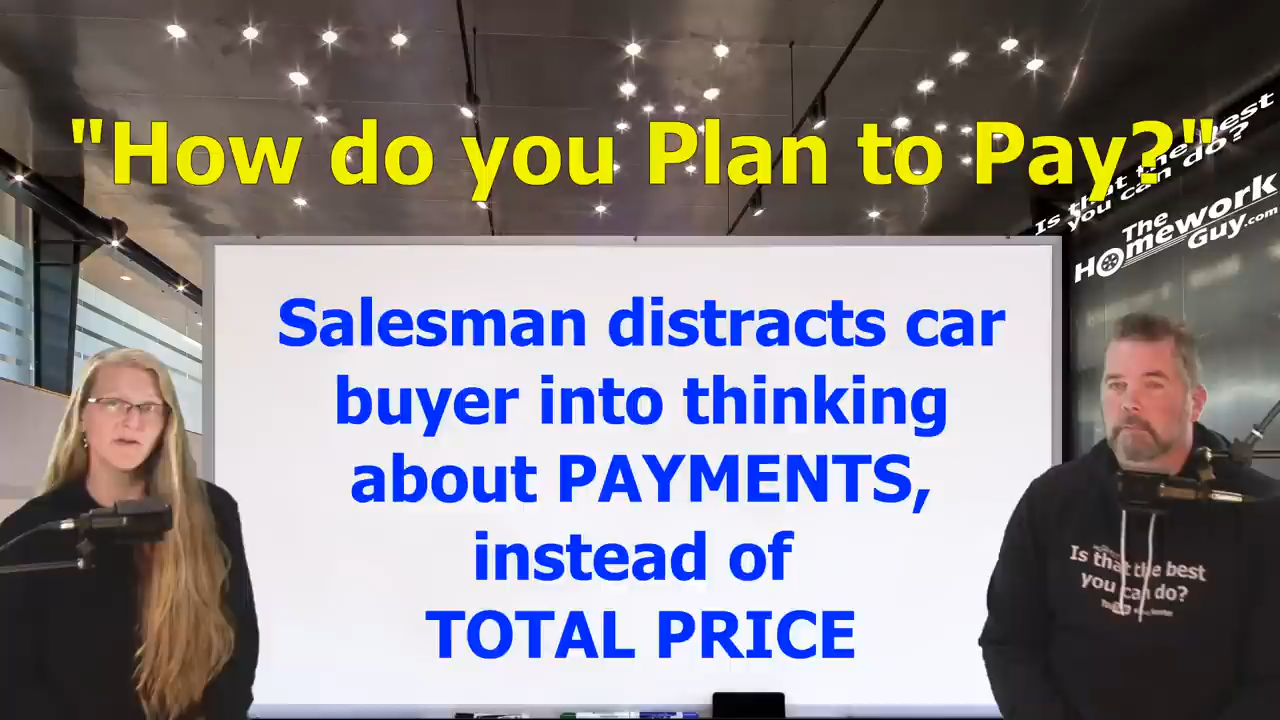 "How do you Plan to Pay?"
Is that the best
you can do?
The
Homework
Guy.com
Salesman distracts car
buyer into thinking
about PAYMENTS,
instead of
TOTAL PRICE
Is that the best
you can do?